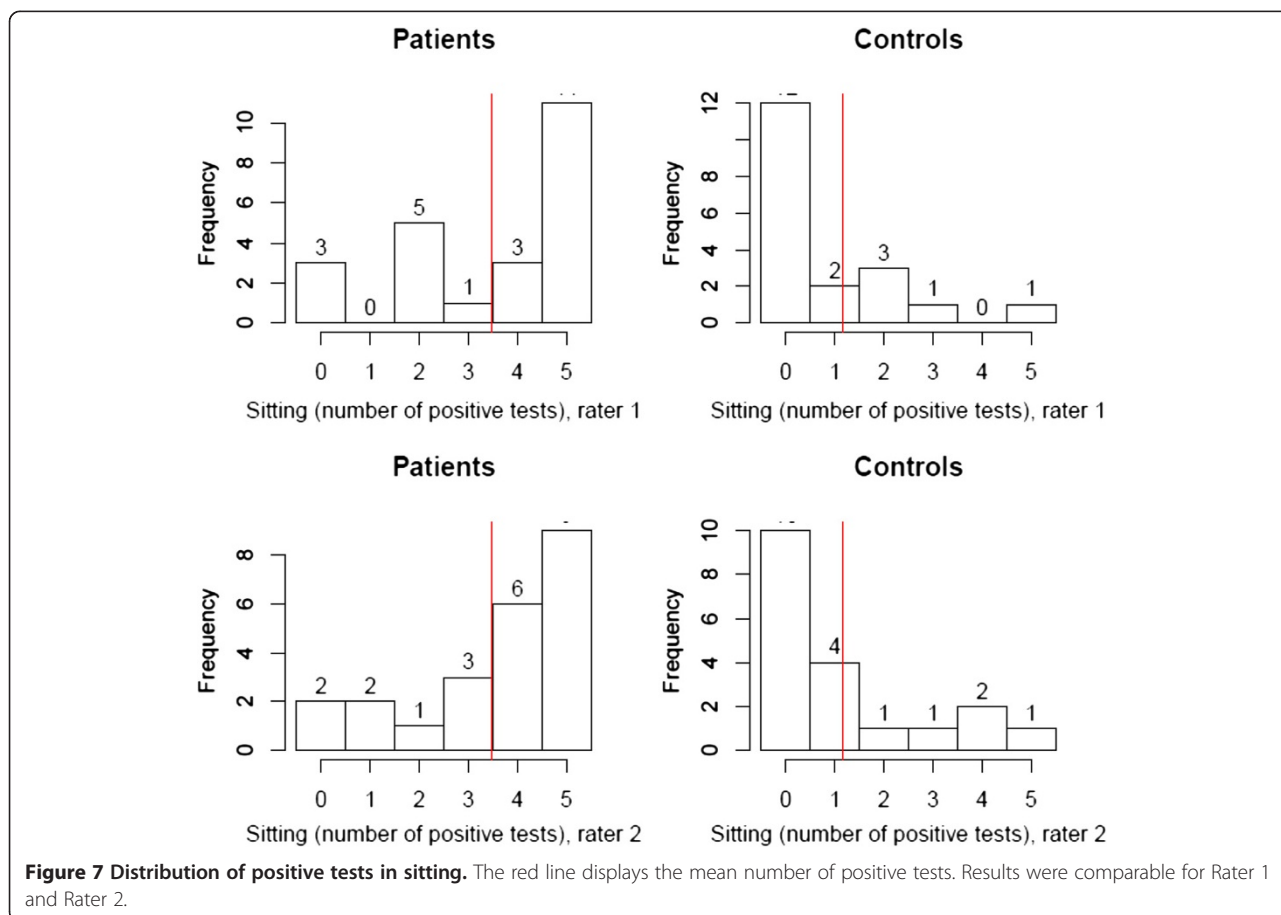 Patients
Controls
Frequency
10
8
6
4
2
0
3
0
5
1
3
0 1 2 3 4 5
Sitting (number of positive tests), rater 1
Frequency
12
8
6
4
2
0
2
3
1
0
1
0 1 2 3 4 5
Sitting (number of positive tests), rater 1
Patients
Controls
Frequency
8
6
4
2
0
2
2
1
3
6
0 1 2 3 4 5
Sitting (number of positive tests), rater 2
Frequency
10
8
6
4
2
0
4
1
1
2
1
0 1 2 3 4 5
Sitting (number of positive tests), rater 2
Figure 7 Distribution of positive tests in sitting. The red line displays the mean number of positive tests. Results were comparable for Rater 1
and Rater 2.